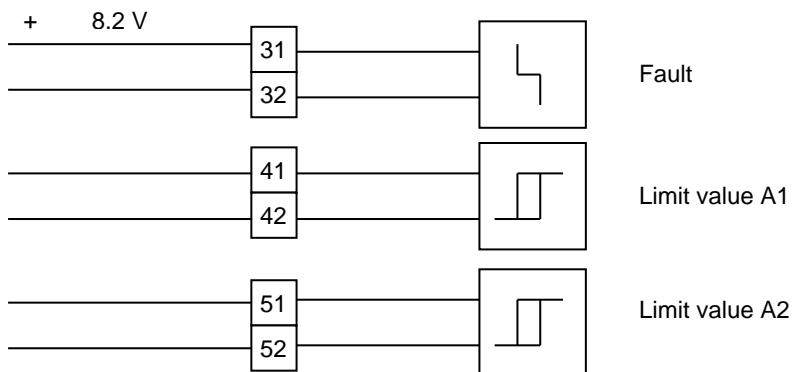 + 8.2 V
31
32
Fault
41
42
Limit value A1
51
52
Limit value A2